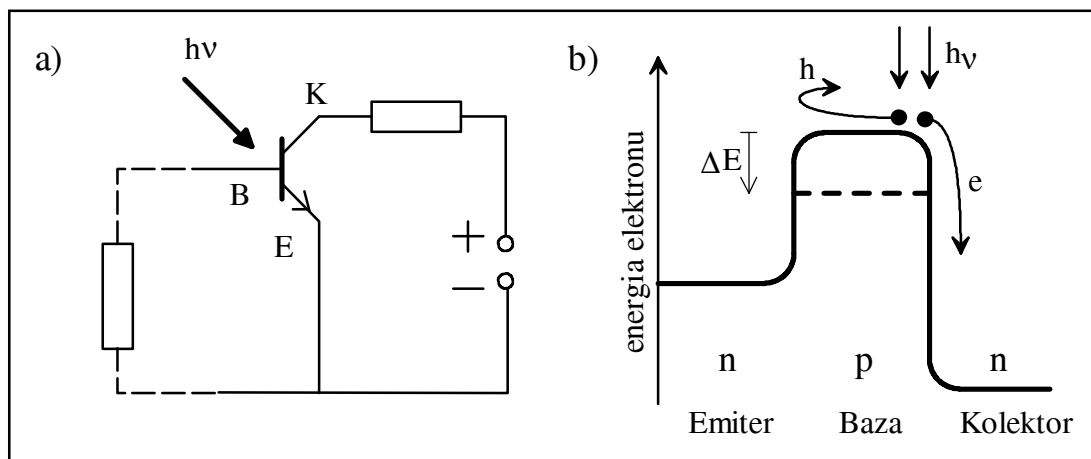 a)
hν
K
B
E
+
−
b)
hν
h
ΔE
e
energia elektronu
n p n
Emiter Baza Kolektor